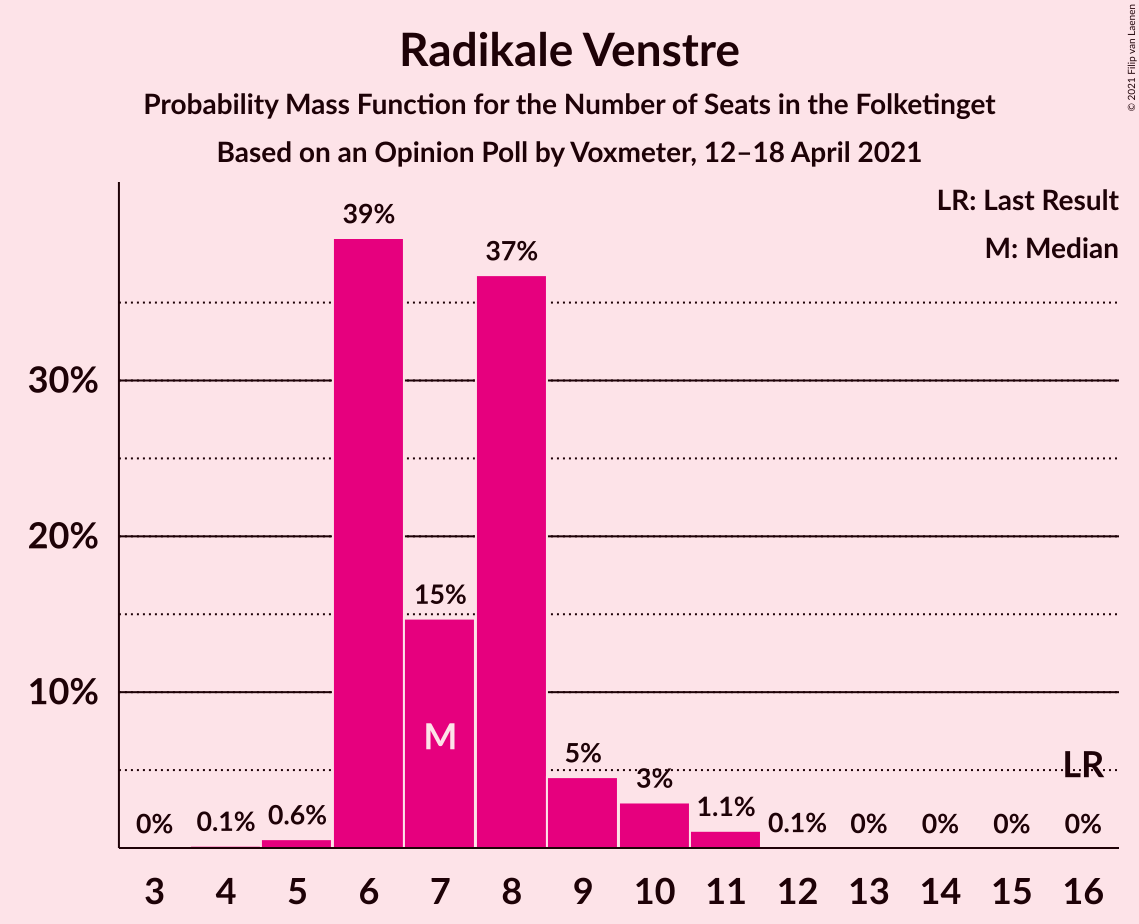 Radikale Venstre
Probability Mass Function for the Number of Seats in the Folketinget
Based on an Opinion Poll by Voxmeter, 12–18 April 2021
© 2021 Filip van Laenen
LR: Last Result
M: Median
39%
37%
30%
20%
15%
10%
M
5%
3%
LR
0%
0.1%
0.6%
1.1%
0.1%
0%
0%
0%
0%
3 4 5 6 7 8 9 10 11 12 13 14 15 16